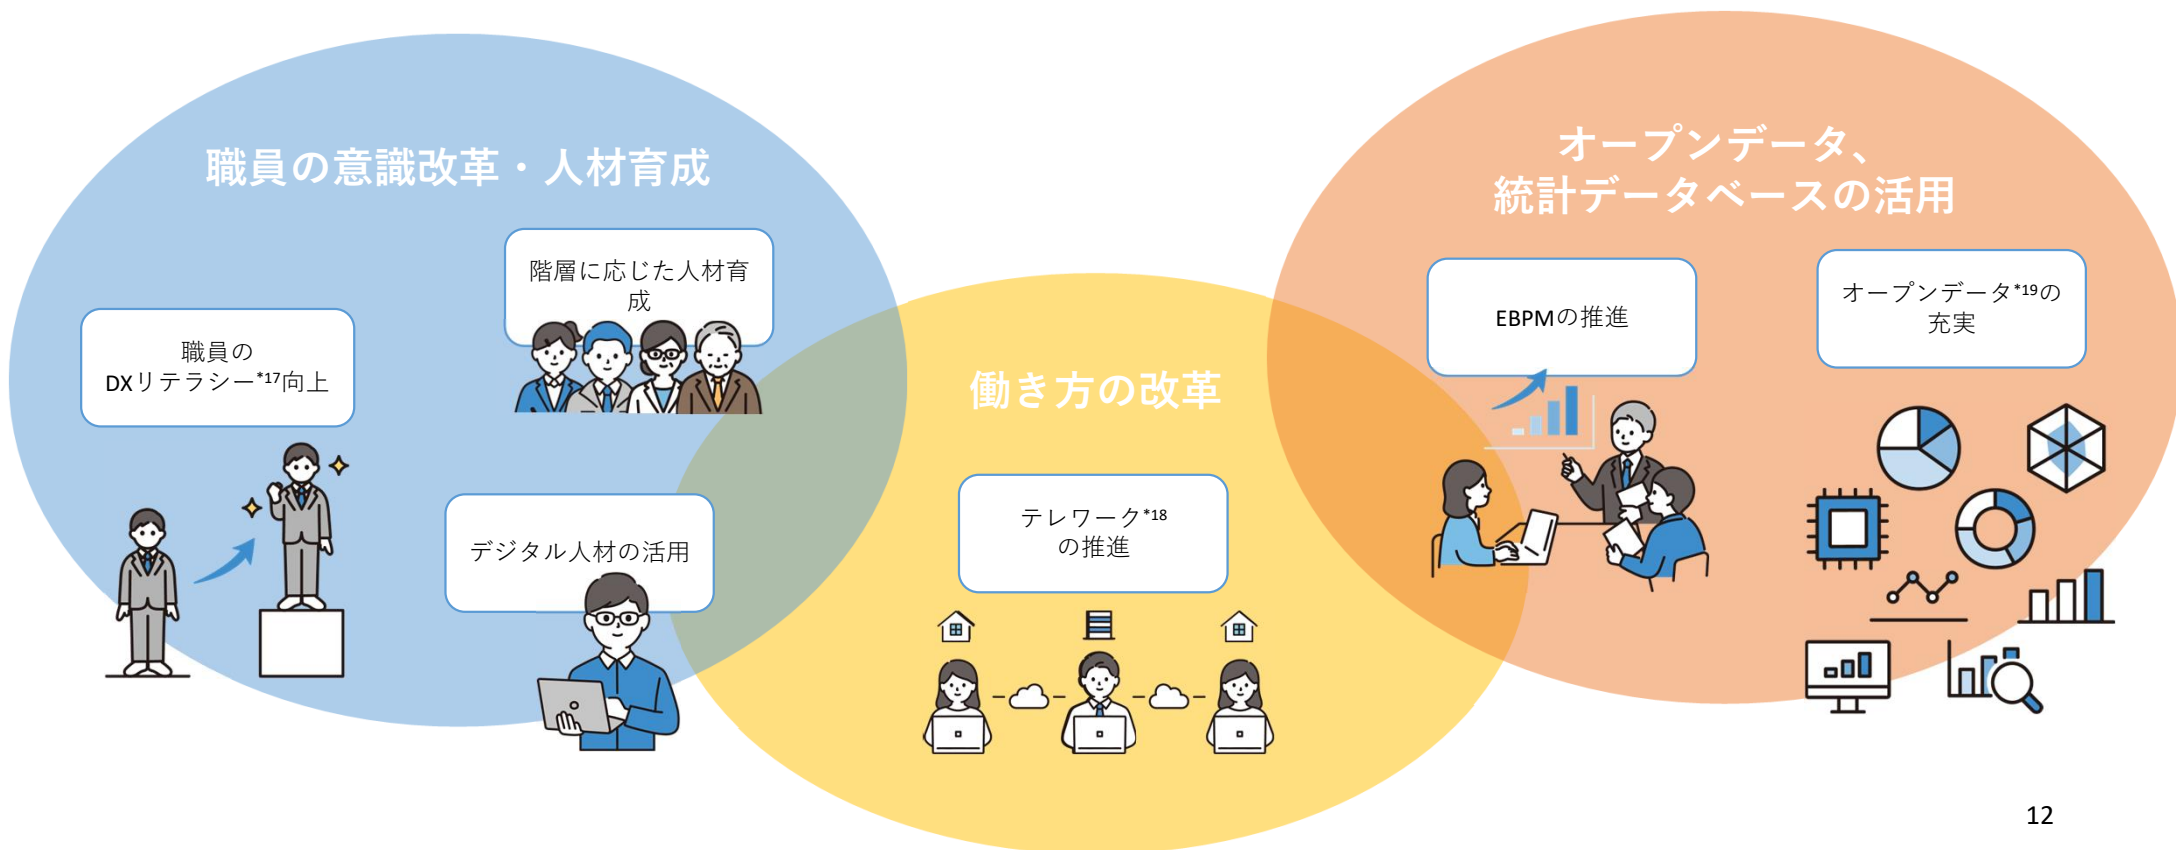 職員の意識改革・人材育成
階層に応じた人材育
成
職員の
DXリテラシー*17向上
デジタル人材の活用
働き方の改革
テレワーク*18
の推進
オープンデータ、
統計データベースの活用
EBPMの推進
オープンデータ*19の
充実
12